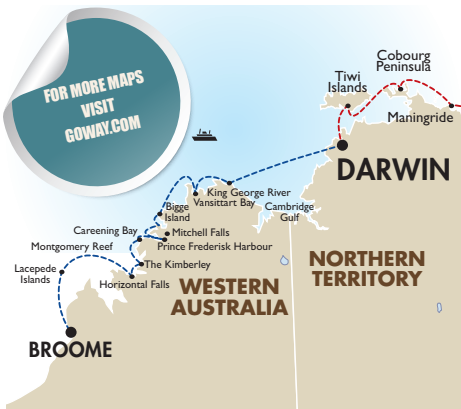 FOR MORE MAPS
VISIT
GOWAY.COM
Cobourg
Peninsula
Tiwi
Islands
Maningride
DARWIN
King George River
Vansittart Bay
Cambridge
Gulf
Bigge
Island
Careening Bay
Mitchell Falls
Montgomery Reef
Prince Frederisk Harbour
Lacepede
Islands
The Kimberley
Horizontal Falls
WESTERN
AUSTRALIA
NORTHERN
TERRITORY
BROOME